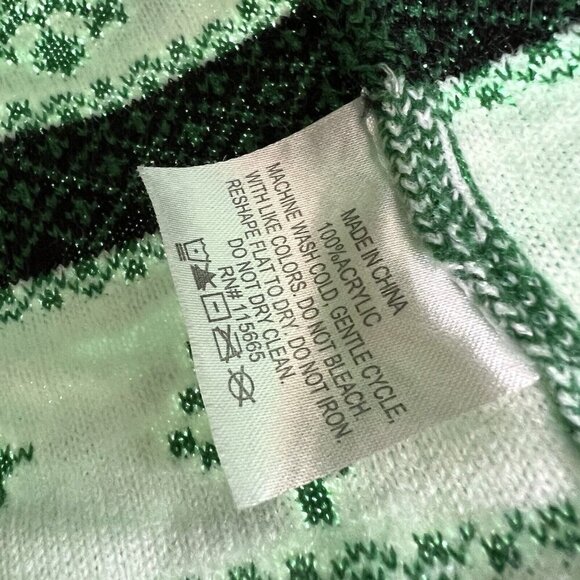 MADE IN CHINA
100%ACRYLIC
MACHINE WASH COLD, GENTLE CYCLE,
WITH LIKE COLORS. DO NOT BLEACH.
RESHAPE FLAT TO DRY. DO NOT IRON.
DO NOT DRY CLEAN.
RN# 115665